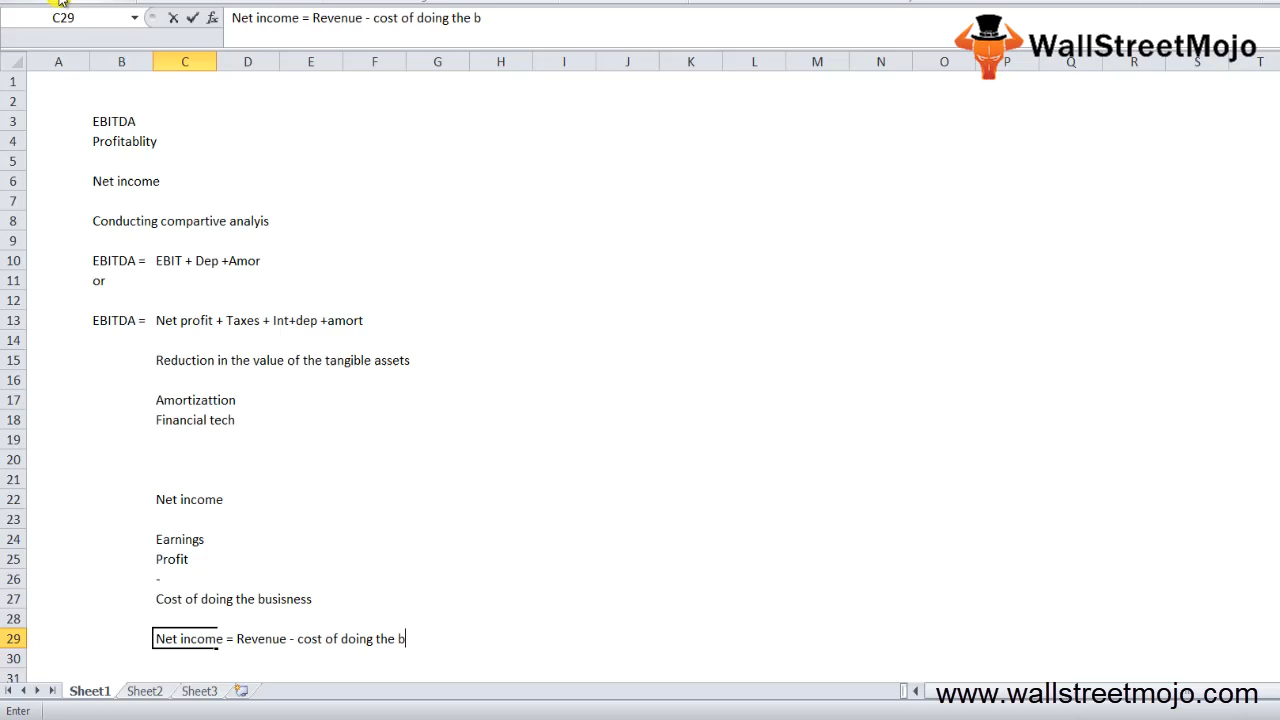 C29
fx
Net income = Revenue - cost of doing the b
WallStreetMojo
A B C D E F G H I J K L M N O P Q R S T
1
2
3 EBITDA
4 Profitablity
5
6 Net income
7
8 Conducting compartive analyis
9
10 EBITDA = EBIT + Dep +Amor
11 or
12
13 EBITDA = Net profit + Taxes + Int+dep +amort
14
15 Reduction in the value of the tangible assets
16
17 Amortizattion
18 Financial tech
19
20
21
22 Net income
23
24 Earnings
25 Profit
26 -
27 Cost of doing the busisness
28
29 Net income = Revenue - cost of doing the b
30
31
Sheet1 Sheet2 Sheet3
www.wallstreetmojo.com
Enter